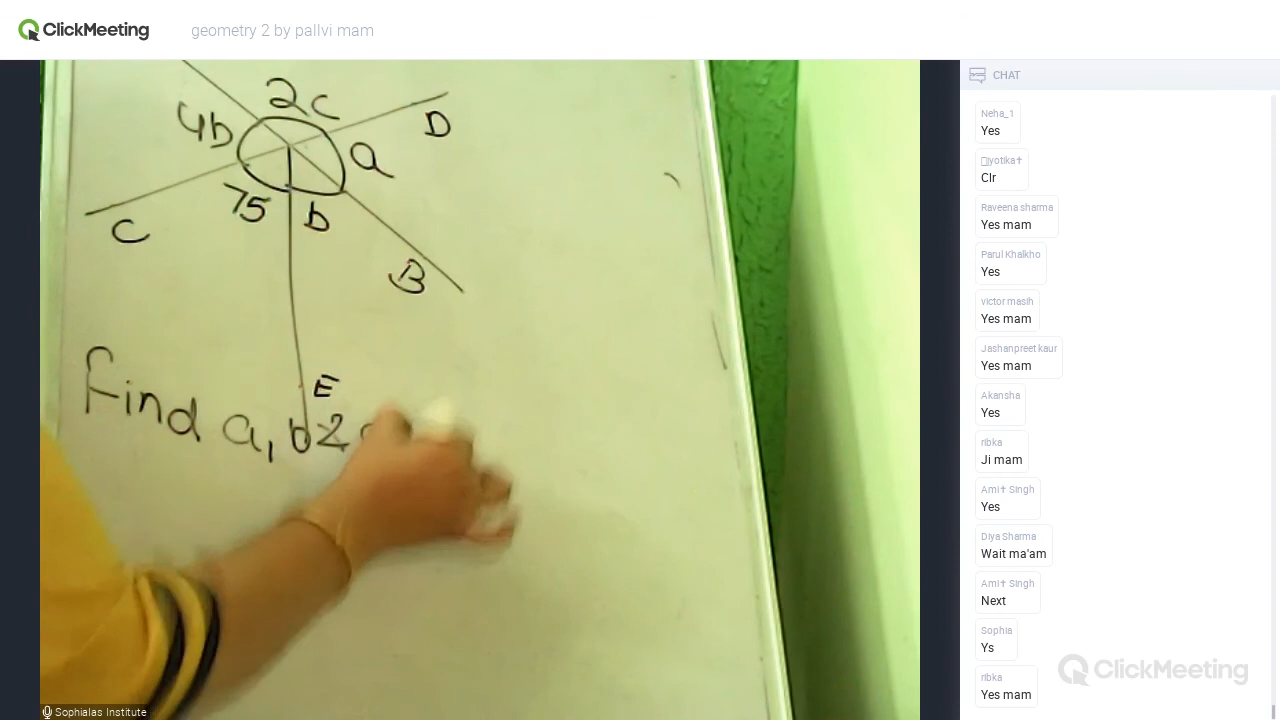 ClickMeeting
geometry 2 by pallvi mam
2c
4b
D
a
75
b
C
B
E
find a, b &
Sophialas Institute
CHAT
Neha_1
Yes
Jyotika✝
Clr
Raveena sharma
Yes mam
Parul Khalkho
Yes
victor masih
Yes mam
Jashanpreet kaur
Yes mam
Akansha
Yes
ribka
Ji mam
Ami✝ Singh
Yes
Diya Sharma
Wait ma'am
Ami✝ Singh
Next
Sophia
Ys
ribka
Yes mam
ClickMeeting